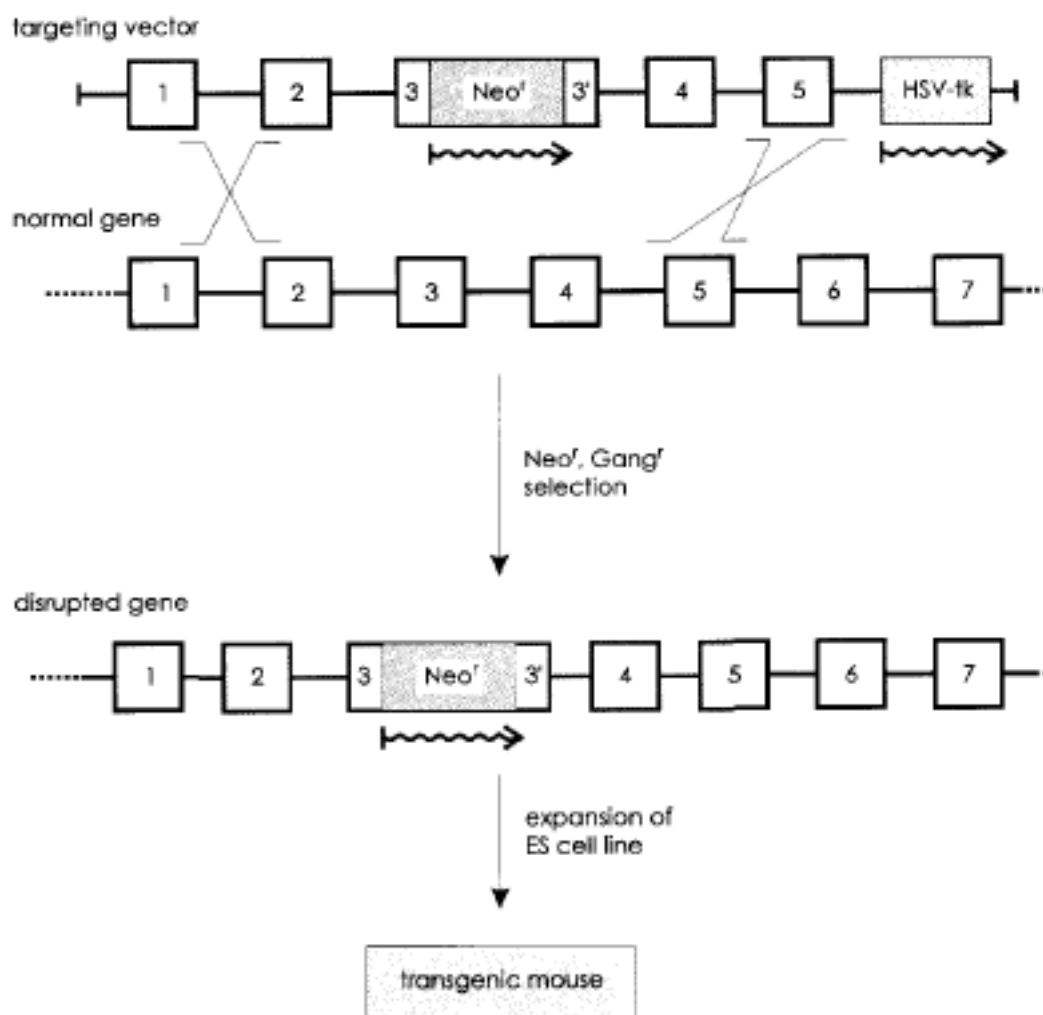 targeting vector
1 2 3 Neoʳ 3' 4 5 HSV-tk
normal gene
1 2 3 4 5 6 7
Neoʳ, Gangʳ
selection
disrupted gene
1 2 3 Neoʳ 3' 4 5 6 7
expansion of
ES cell line
transgenic mouse